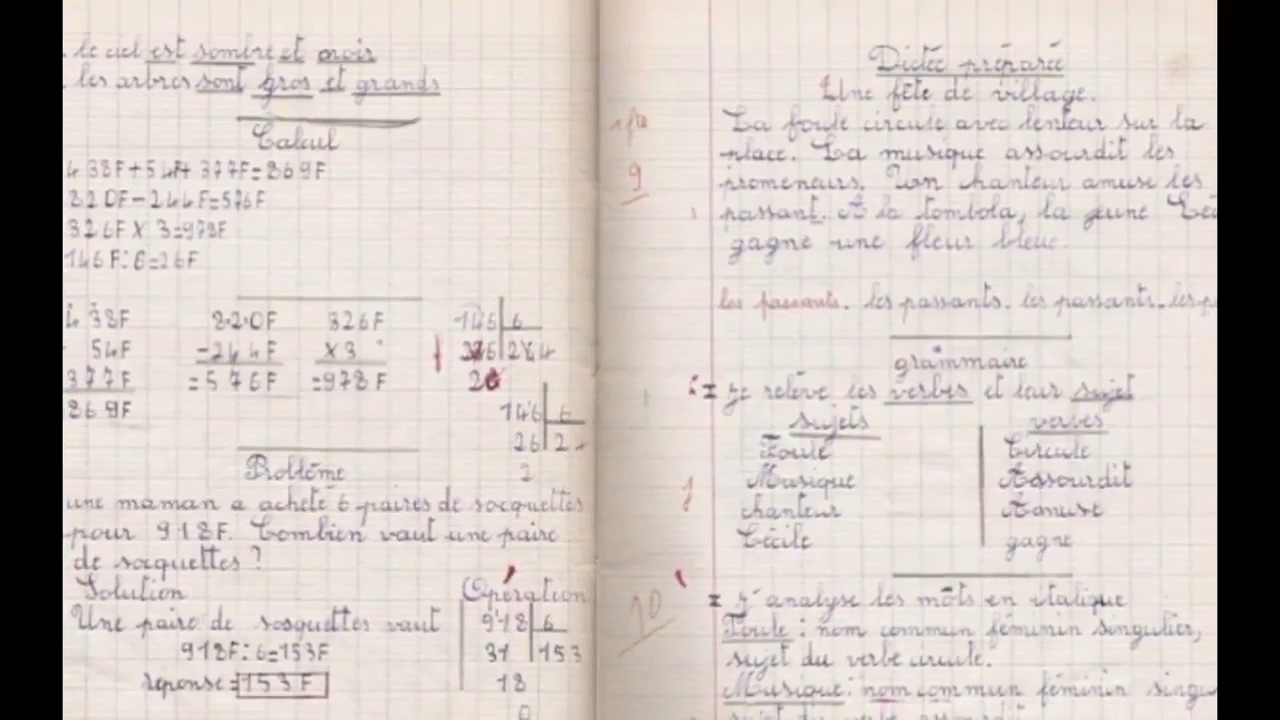 . le ciel est sombre et noir
. les arbres sont gros et grands
Calcul
438F+54F+377F=869F
820F-244F=576F
326F X 3=978F
146F:6=26F
438F 820F 326F 146 6
54F -244F X3
377F =576F =978F
869F 146 6
26 2
Problème 2
une maman a acheté 6 paires de socquettes
pour 918F. Combien vaut une paire
de socquettes?
Solution Opération
Une paire de socquettes vaut 918 6
918F:6=153F 31 153
reponse=153F 18
0
Dictée préparée
Une fête de village.
La foule circule avec lenteur sur la
9
place. La musique assourdit les
promeneurs. Un chanteur amuse les
passant. A la tombola, la jeune
gagne une fleur bleue.
les passants. les passants. les passants.
grammaire
I Je relève les verbes et leur sujet
sujets verbes
Foule Circule
Musique Assourdit
chanteur Amuse
Cécile gagne
10
I J'analyse les mots en italique
Foule: nom commun féminin singulier,
sujet du verbe circule.
Musique: nom commun féminin
sujet du verbe